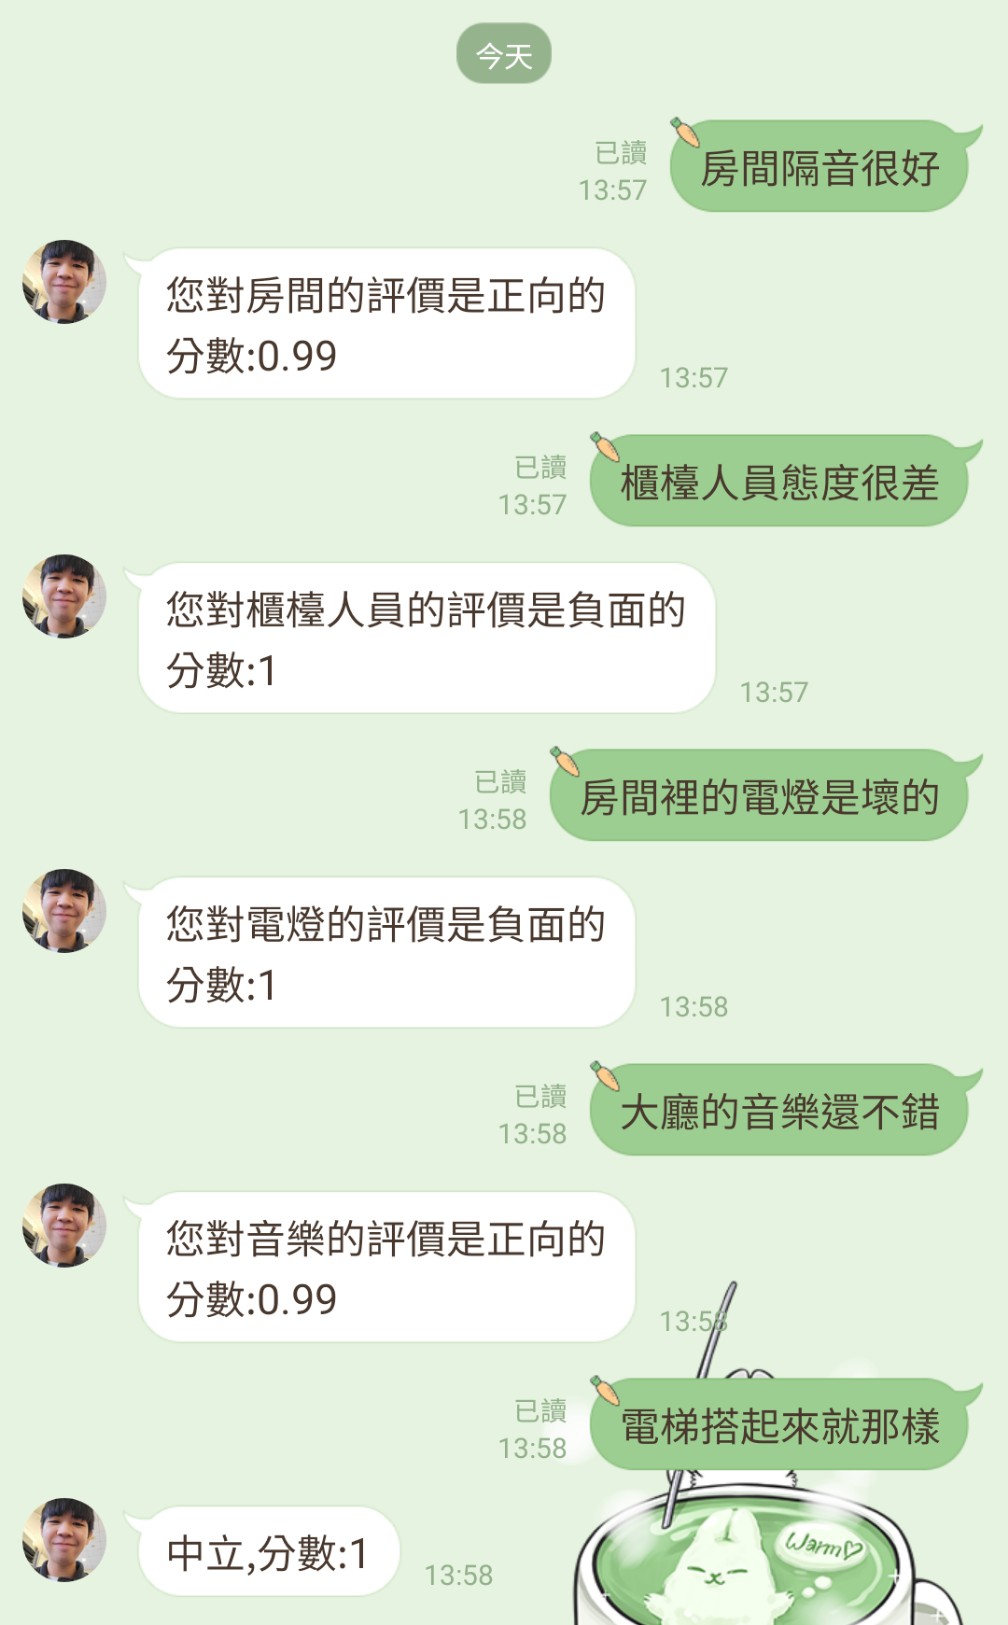 今天
已讀
13:57
房間隔音很好
您對房間的評價是正向的
分數:0.99
13:57
已讀
13:57
櫃檯人員態度很差
您對櫃檯人員的評價是負面的
分數:1
13:57
已讀
13:58
房間裡的電燈是壞的
您對電燈的評價是負面的
分數:1
13:58
已讀
13:58
大廳的音樂還不錯
您對音樂的評價是正向的
分數:0.99
13:58
已讀
13:58
電梯搭起來就那樣
中立,分數:1
13:58
Warm♡